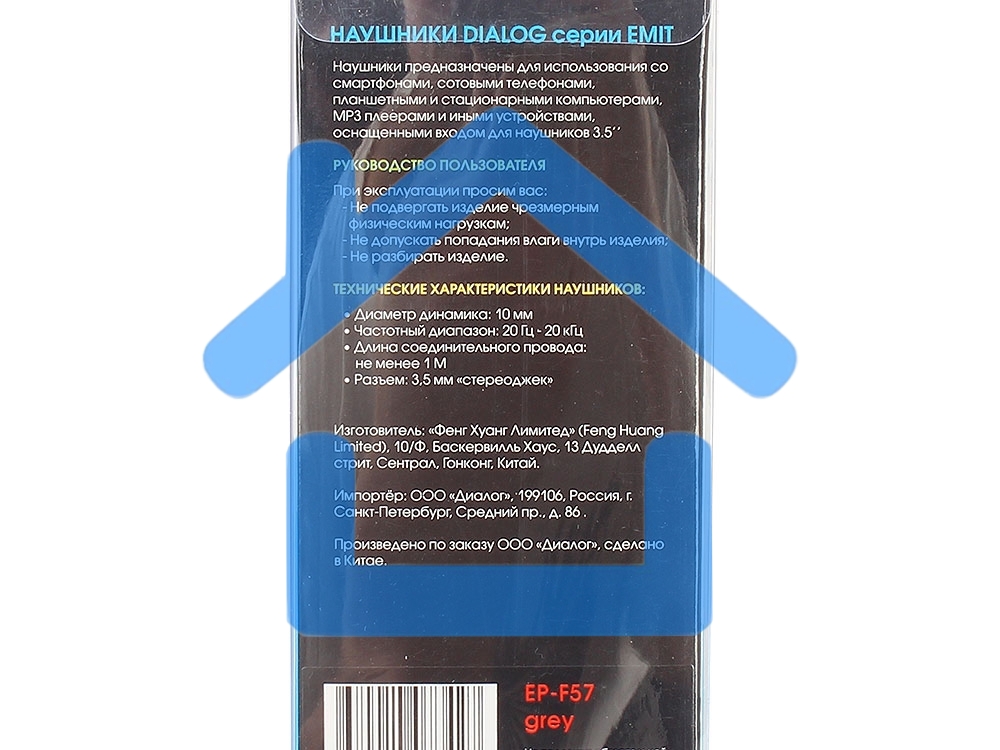 НАУШНИКИ DIALOG серии EMIT
Наушники предназначены для использования со
смартфонами, сотовыми телефонами,
планшетными и стационарными компьютерами,
MP3 плеерами и иными устройствами,
оснащенными входом для наушников 3.5’’
РУКОВОДСТВО ПОЛЬЗОВАТЕЛЯ
При эксплуатации просим вас:
- Не подвергать изделие чрезмерным
физическим нагрузкам;
- Не допускать попадания влаги внутрь изделия;
- Не разбирать изделие.
ТЕХНИЧЕСКИЕ ХАРАКТЕРИСТИКИ НАУШНИКОВ:
• Диаметр динамика: 10 мм
• Частотный диапазон: 20 Гц - 20 кГц
• Длина соединительного провода:
не менее 1 М
• Разъем: 3,5 мм «стереоджек»
Изготовитель: «Фенг Хуанг Лимитед» (Feng Huang
Limited), 10/Ф, Баскервилль Хаус, 13 Дудделл
стрит, Сентрал, Гонконг, Китай.
Импортёр: ООО «Диалог», 199106, Россия, г.
Санкт-Петербург, Средний пр., д. 86 .
Произведено по заказу ООО «Диалог», сделано
в Китае.
EP-F57
grey